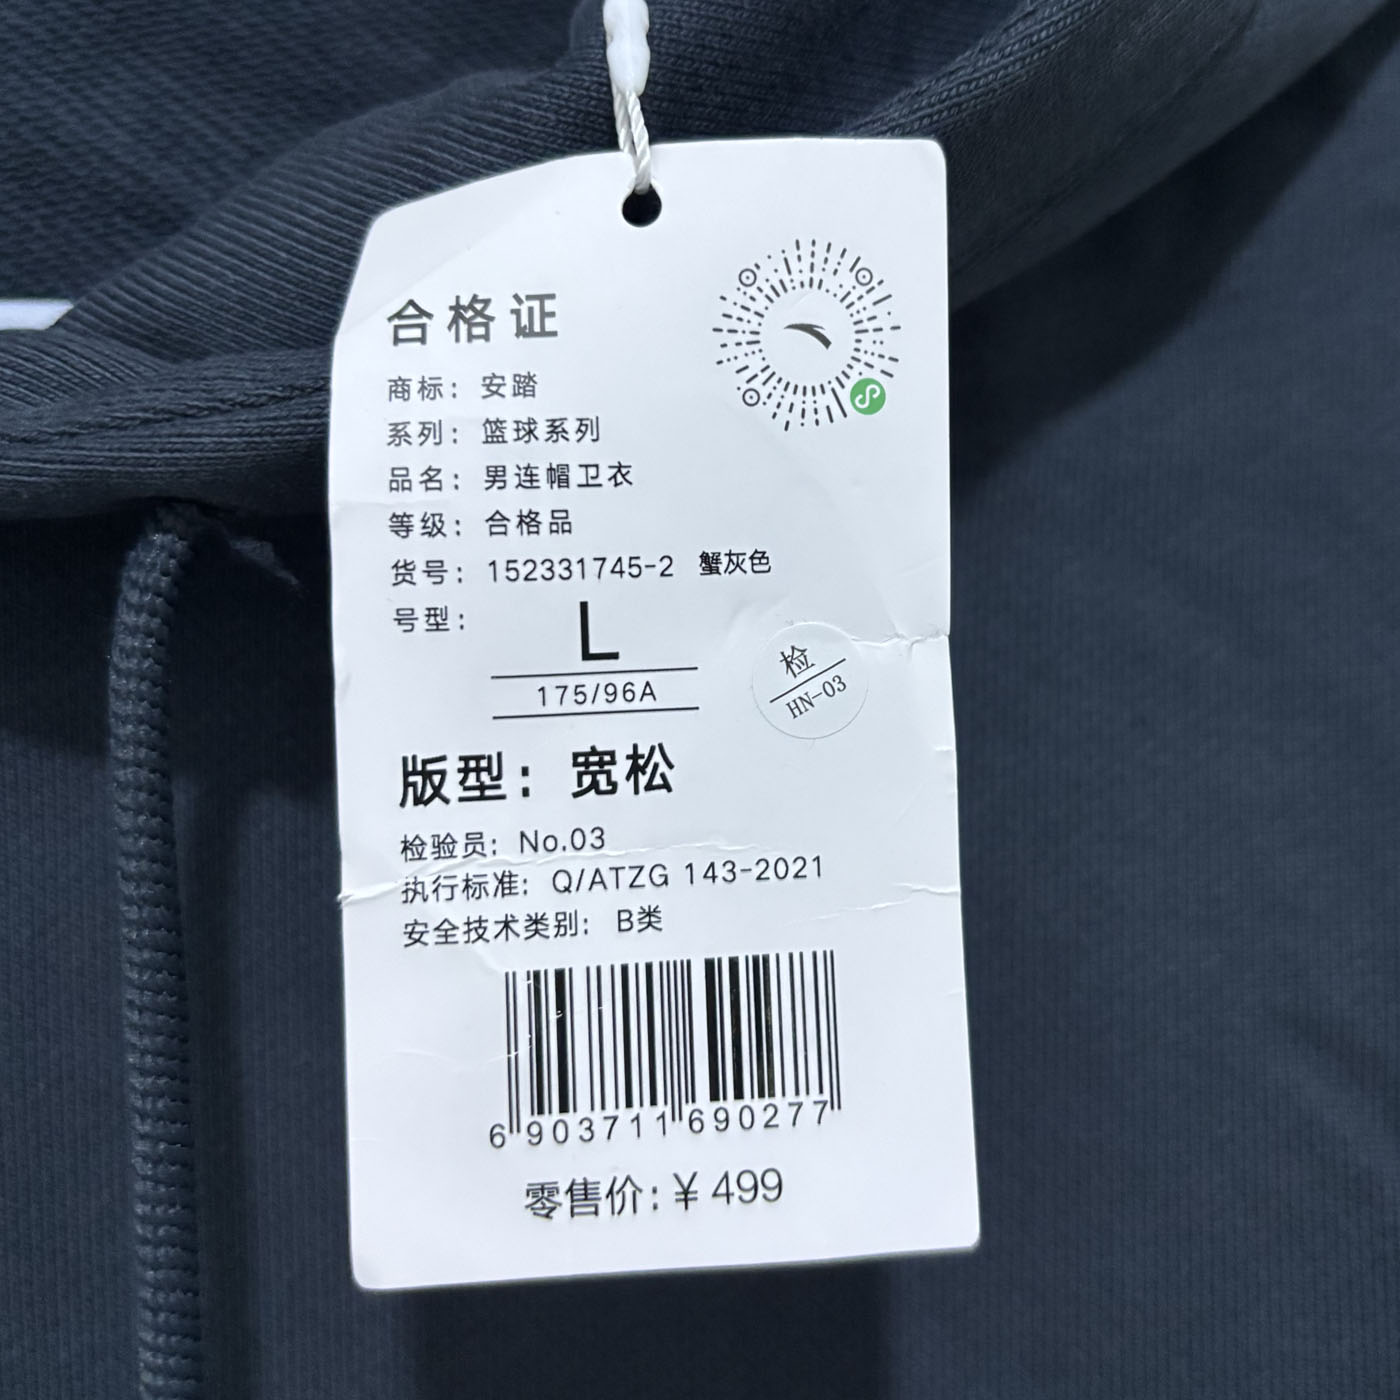 合格证
商标：安踏
系列：篮球系列
品名：男连帽卫衣
等级：合格品
货号：152331745-2 蟹灰色
号型：L
175/96A
检
HN-03
版型：宽松
检验员：No.03
执行标准：Q/ATZG 143-2021
安全技术类别：B类
6 903711 690277
零售价：¥ 499